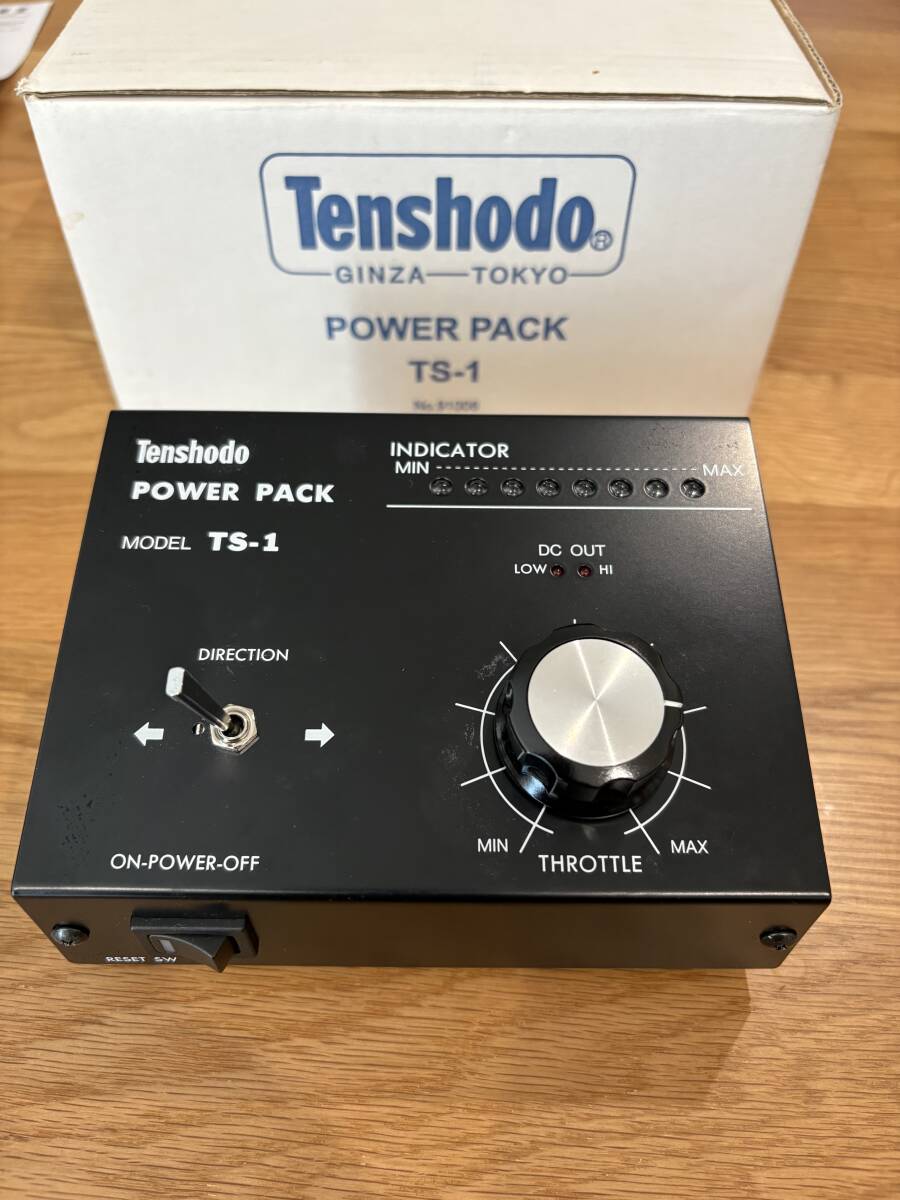 Tenshodo®
GINZA—TOKYO
POWER PACK
TS-1
Tenshodo
POWER PACK
MODEL TS-1
INDICATOR
MIN MAX
DC OUT
LOW HI
DIRECTION
MIN MAX
THROTTLE
ON-POWER-OFF
RESET SW